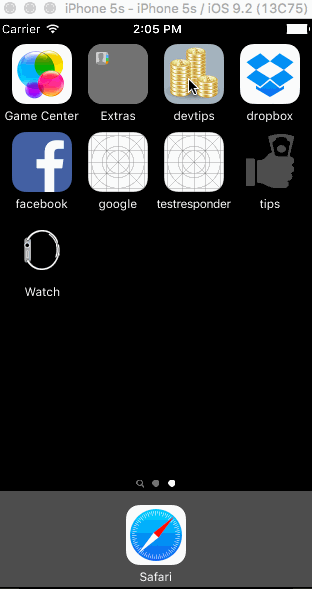 iPhone 5s - iPhone 5s / iOS 9.2 (13C75)
Carrier 2:05 PM
Game Center Extras devtips dropbox
facebook google testresponder tips
Watch
Safari